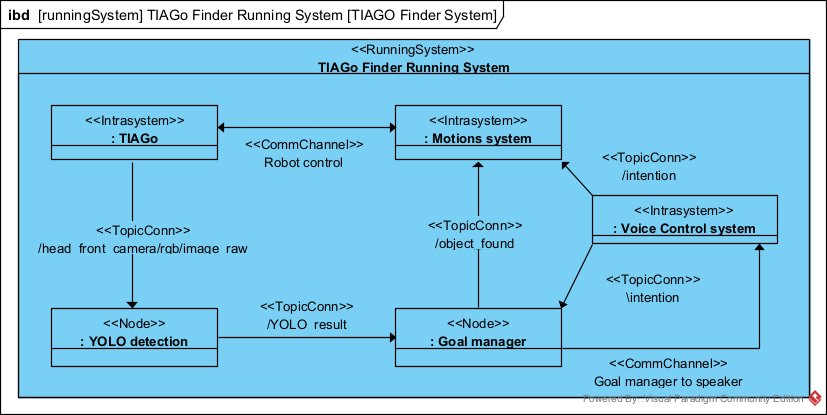 ibd [runningSystem] TIAGo Finder Running System [TIAGO Finder System]
<<RunningSystem>>
TIAGo Finder Running System
<<Intrasystem>>
: TIAGo
<<CommChannel>>
Robot control
<<Intrasystem>>
: Motions system
<<TopicConn>>
/intention
<<Intrasystem>>
: Voice Control system
<<TopicConn>>
/head_front_camera/rgb/image_raw
<<TopicConn>>
/object_found
<<TopicConn>>
\intention
<<Node>>
: YOLO detection
<<TopicConn>>
/YOLO_result
<<Node>>
: Goal manager
<<CommChannel>>
Goal manager to speaker
Powered By Visual Paradigm Community Edition